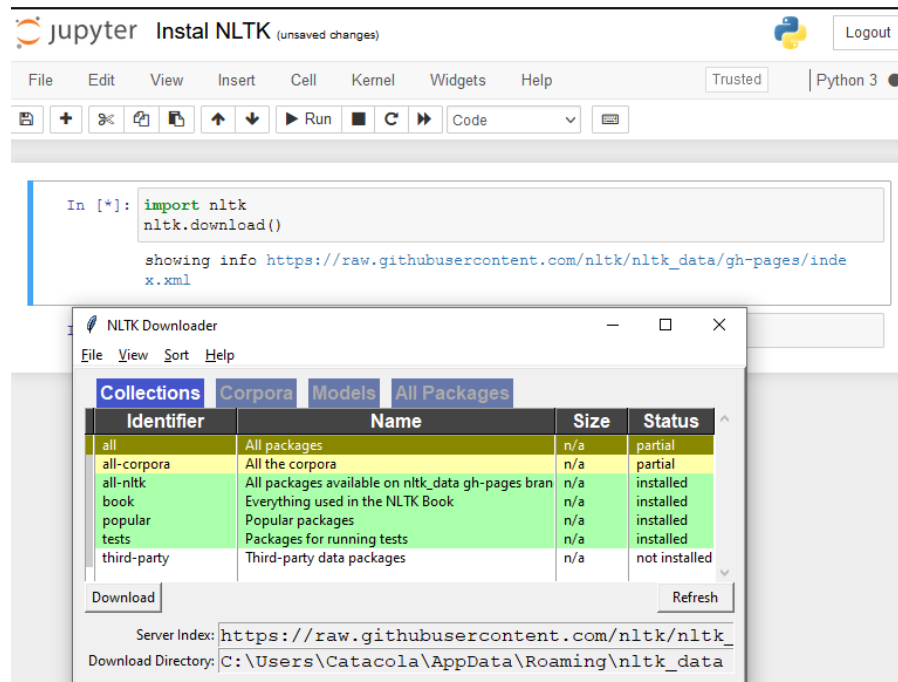 jupyter Instal NLTK (unsaved changes)
Logout
File Edit View Insert Cell Kernel Widgets Help
Trusted
Python 3
Run
Code
In [*]: import nltk
nltk.download()
showing info https://raw.githubusercontent.com/nltk/nltk_data/gh-pages/inde
x.xml
NLTK Downloader
File View Sort Help
Collections Corpora Models All Packages
Identifier Name Size Status
all All packages n/a partial
all-corpora All the corpora n/a partial
all-nltk All packages available on nltk_data gh-pages bran n/a installed
book Everything used in the NLTK Book n/a installed
popular Popular packages n/a installed
tests Packages for running tests n/a installed
third-party Third-party data packages n/a not installed
Download
Refresh
Server Index: https://raw.githubusercontent.com/nltk/nltk_
Download Directory: C:\Users\Catacola\AppData\Roaming\nltk_data